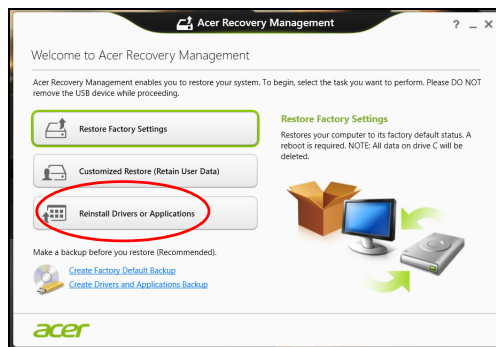 Acer Recovery Management
? _ X
Welcome to Acer Recovery Management
Acer Recovery Management enables you to restore your system. To begin, select the task you want to perform. Please DO NOT
remove the USB device while proceeding.
Restore Factory Settings
Customized Restore (Retain User Data)
Reinstall Drivers or Applications
Restore Factory Settings
Restores your computer to its factory default status. A
reboot is required. NOTE: All data on drive C will be
deleted.
Make a backup before you restore (Recommended).
Create Factory Default Backup
Create Drivers and Applications Backup
acer